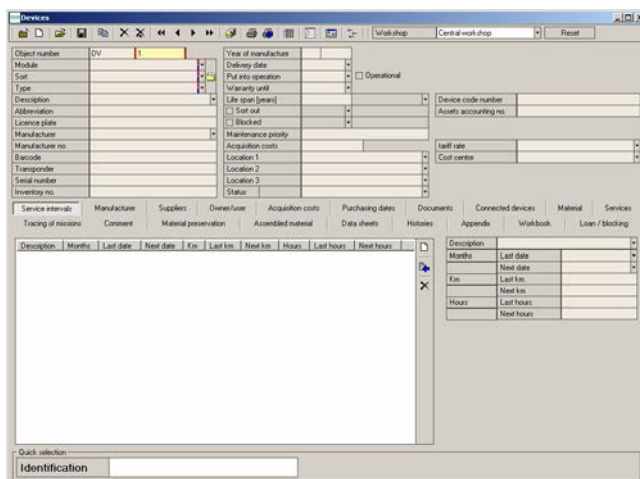 Devices
Workshop Central workshop Reset
Object number DV 1 Year of manufacture
Module Delivery date
Sort Put into operation Operational
Type Warranty until
Description Life span [years] Device code number
Abbreviation Sort out Assets accounting no.
Licence plate Blocked
Manufacturer Maintenance priority
Manufacturer no. Acquisition costs tariff rate
Barcode Location 1 Cost centre
Transponder Location 2
Serial number Location 3
Inventory no. Status
Service intervals Manufacturer Suppliers Owner/user Acquisition costs Purchasing dates Documents Connected devices Material Services
Tracing of missions Comment Material preservation Assembled material Data sheets Histories Appendix Workbook Loan / blocking
Description Months Last date Next date Km Last km Next km Hours Last hours Next hours
Description
Months Last date
Next date
Km Last km
Next km
Hours Last hours
Next hours
Quick selection
Identification